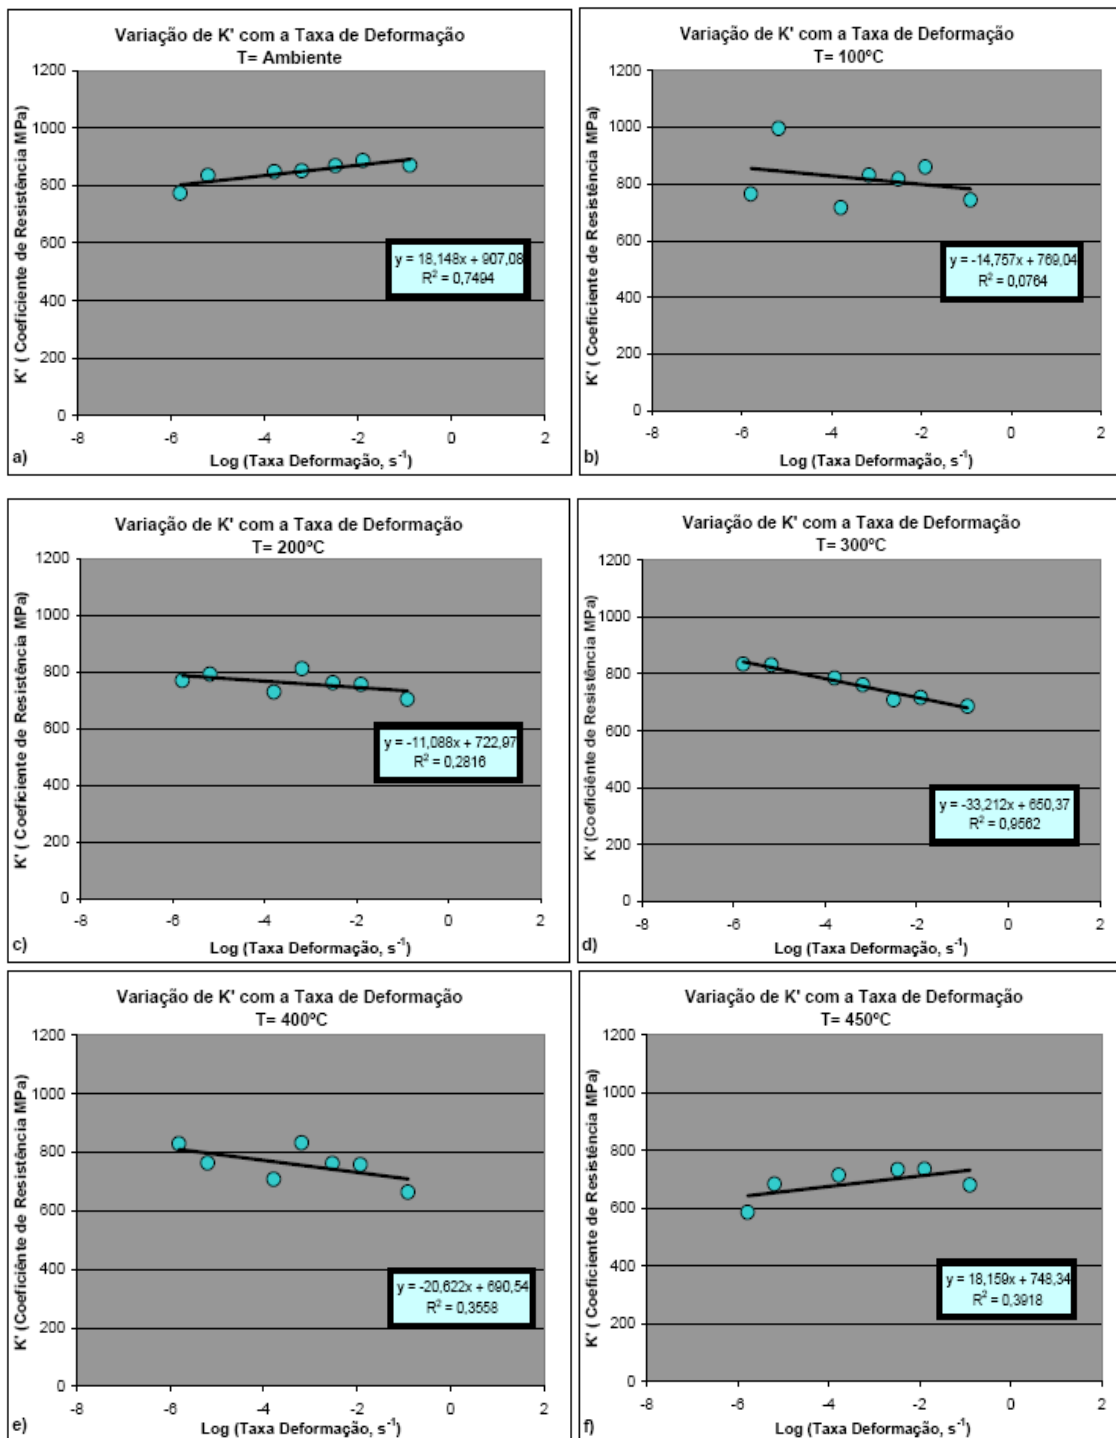 Variação de K' com a Taxa de Deformação
T= Ambiente
K' ( Coeficiente de Resistência MPa)
1200
1000
800
600
400
200
0
y = 18,148x + 907,08
R² = 0,7494
-8 -6 -4 -2 0 2
a)
Log (Taxa Deformação, s⁻¹)
Variação de K' com a Taxa de Deformação
T= 100ºC
K' ( Coeficiente de Resistência MPa)
1200
1000
800
600
400
200
0
y = -14,757x + 769,04
R² = 0,0764
-8 -6 -4 -2 0 2
b)
Log (Taxa Deformação, s⁻¹)
Variação de K' com a Taxa de Deformação
T= 200ºC
K' ( Coeficiente de Resistência MPa)
1200
1000
800
600
400
200
0
y = -11,088x + 722,97
R² = 0,2816
-8 -6 -4 -2 0 2
c)
Log (Taxa Deformação, s⁻¹)
Variação de K' com a Taxa de Deformação
T= 300ºC
K' (Coeficiênte de Resistência MPa)
1200
1000
800
600
400
200
0
y = -33,212x + 650,37
R² = 0,9562
-8 -6 -4 -2 0 2
d)
Log (Taxa Deformação, s⁻¹)
Variação de K' com a Taxa de Deformação
T= 400ºC
K' (Coeficiênte de Resistência MPa)
1200
1000
800
600
400
200
0
y = -20,622x + 690,54
R² = 0,3558
-8 -6 -4 -2 0 2
e)
Log (Taxa Deformação, s⁻¹)
Variação de K' com a Taxa de Deformação
T= 450ºC
K' ( Coeficiente de Resistência MPa)
1200
1000
800
600
400
200
0
y = 18,159x + 748,34
R² = 0,3918
-8 -6 -4 -2 0 2
f)
Log (Taxa Deformação, s⁻¹)